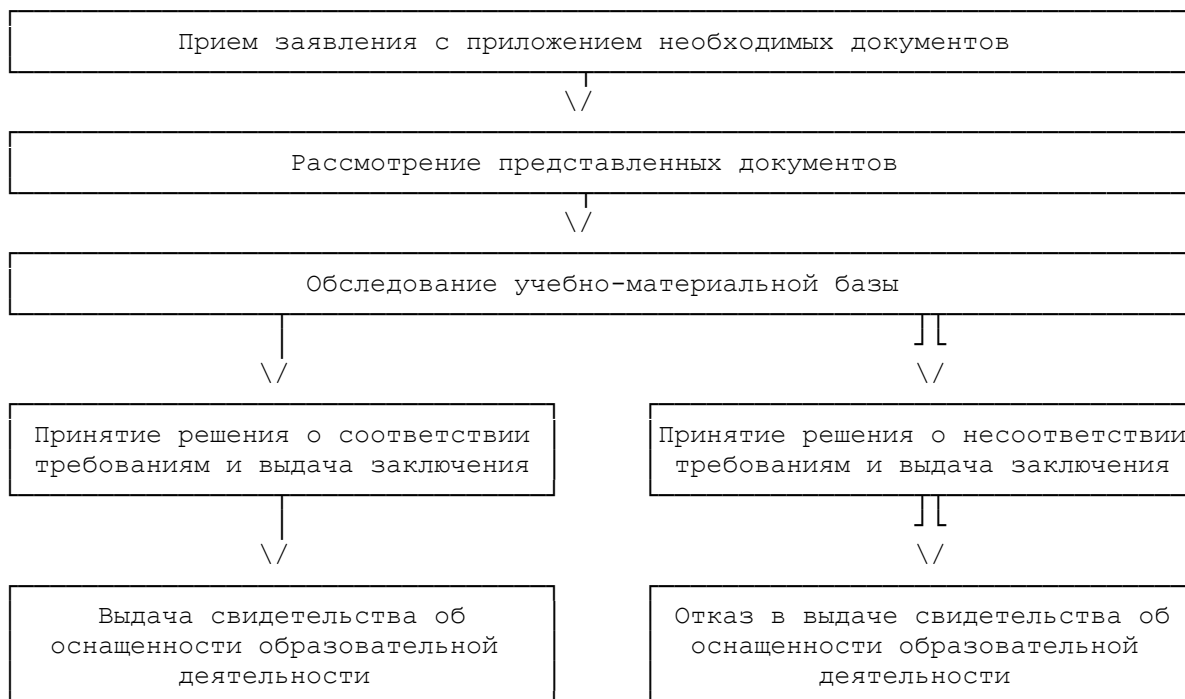 Прием заявления с приложением необходимых документов
Рассмотрение представленных документов
Обследование учебно-материальной базы
Принятие решения о соответствии
требованиям и выдача заключения
Принятие решения о несоответствии
требованиям и выдача заключения
Выдача свидетельства об
оснащенности образовательной
деятельности
Отказ в выдаче свидетельства об
оснащенности образовательной
деятельности